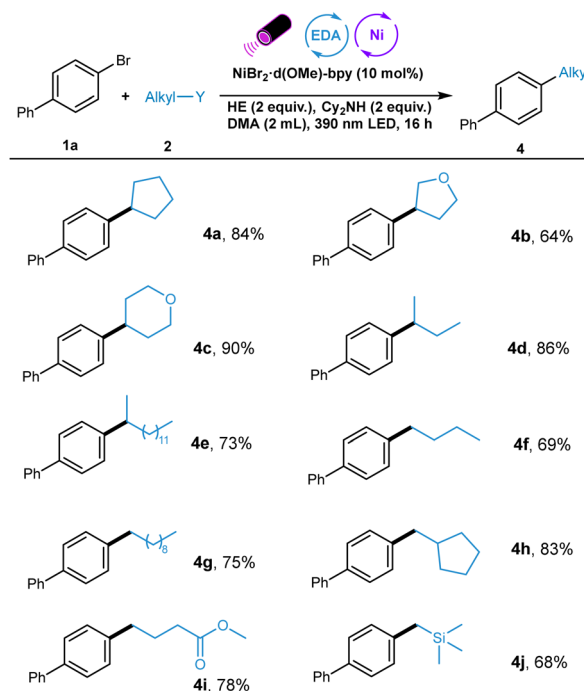 EDA Ni
Br
NiBr2·d(OMe)-bpy (10 mol%)
Alky
Ph + Alkyl–Y HE (2 equiv.), Cy2NH (2 equiv.)
DMA (2 mL), 390 nm LED, 16 h
Ph
1a 2 4
O
4a, 84% 4b, 64%
Ph Ph
O
4c, 90% 4d, 86%
Ph Ph
11
4e, 73% 4f, 69%
Ph Ph
8
4g, 75% 4h, 83%
Ph Ph
O Si
O
4i, 78% 4j, 68%
Ph Ph